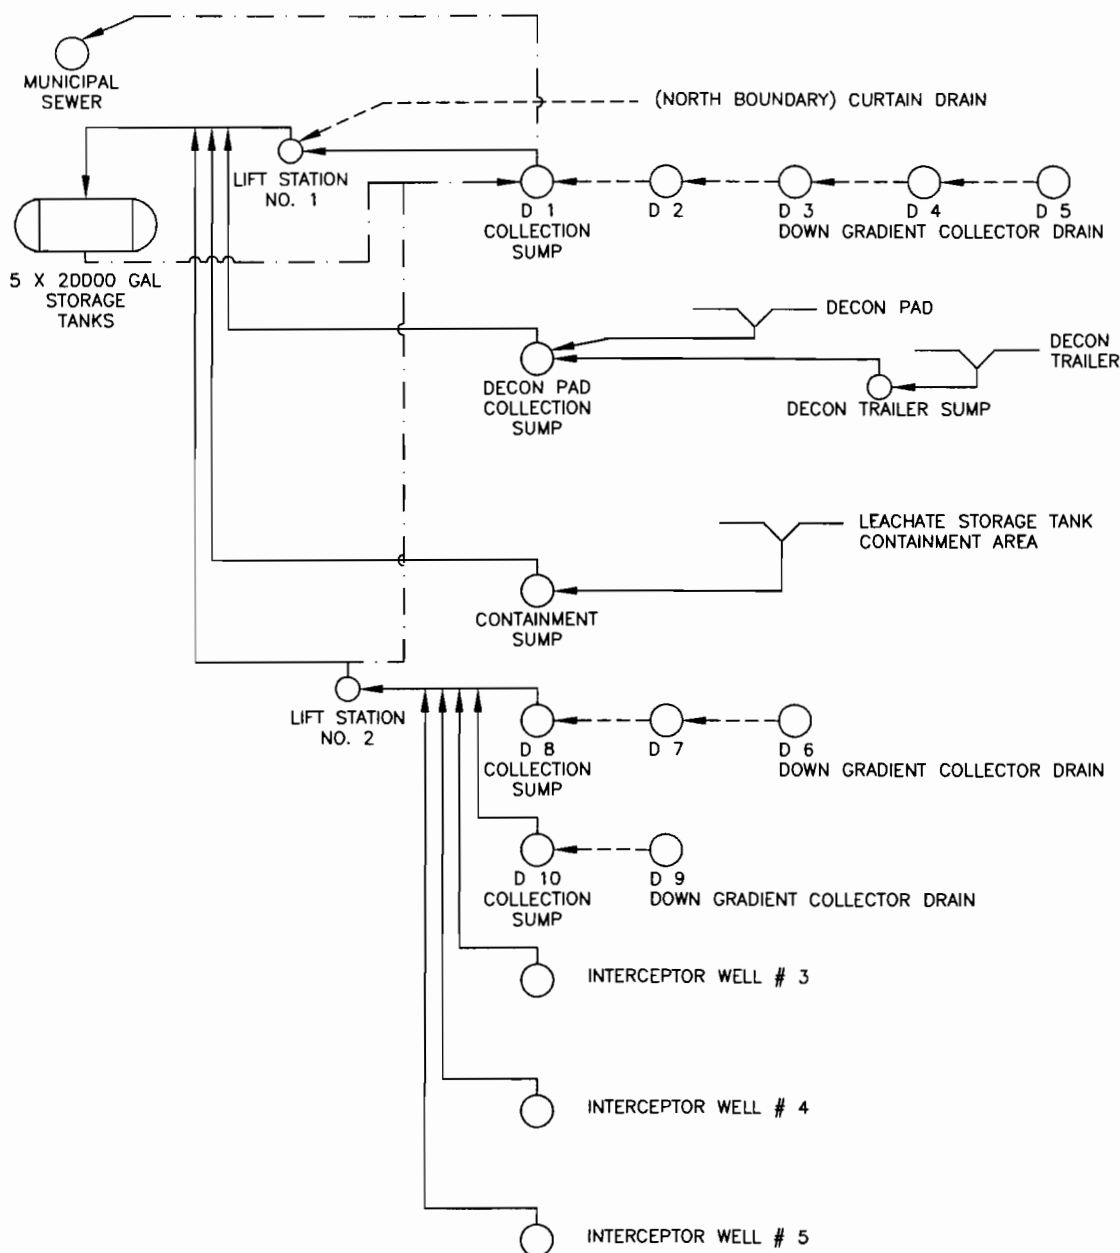 MUNICIPAL
SEWER
(NORTH BOUNDARY) CURTAIN DRAIN
LIFT STATION
NO. 1
D 1
COLLECTION
SUMP
D 2
D 3
D 4
D 5
DOWN GRADIENT COLLECTOR DRAIN
5 X 2DD00 GAL
STORAGE
TANKS
DECON PAD
DECON
TRAILER
DECON PAD
COLLECTION
SUMP
DECON TRAILER SUMP
LEACHATE STORAGE TANK
CONTAINMENT AREA
CONTAINMENT
SUMP
LIFT STATION
NO. 2
D 8
COLLECTION
SUMP
D 7
D 6
DOWN GRADIENT COLLECTOR DRAIN
D 10
COLLECTION
SUMP
D 9
DOWN GRADIENT COLLECTOR DRAIN
INTERCEPTOR WELL # 3
INTERCEPTOR WELL # 4
INTERCEPTOR WELL # 5